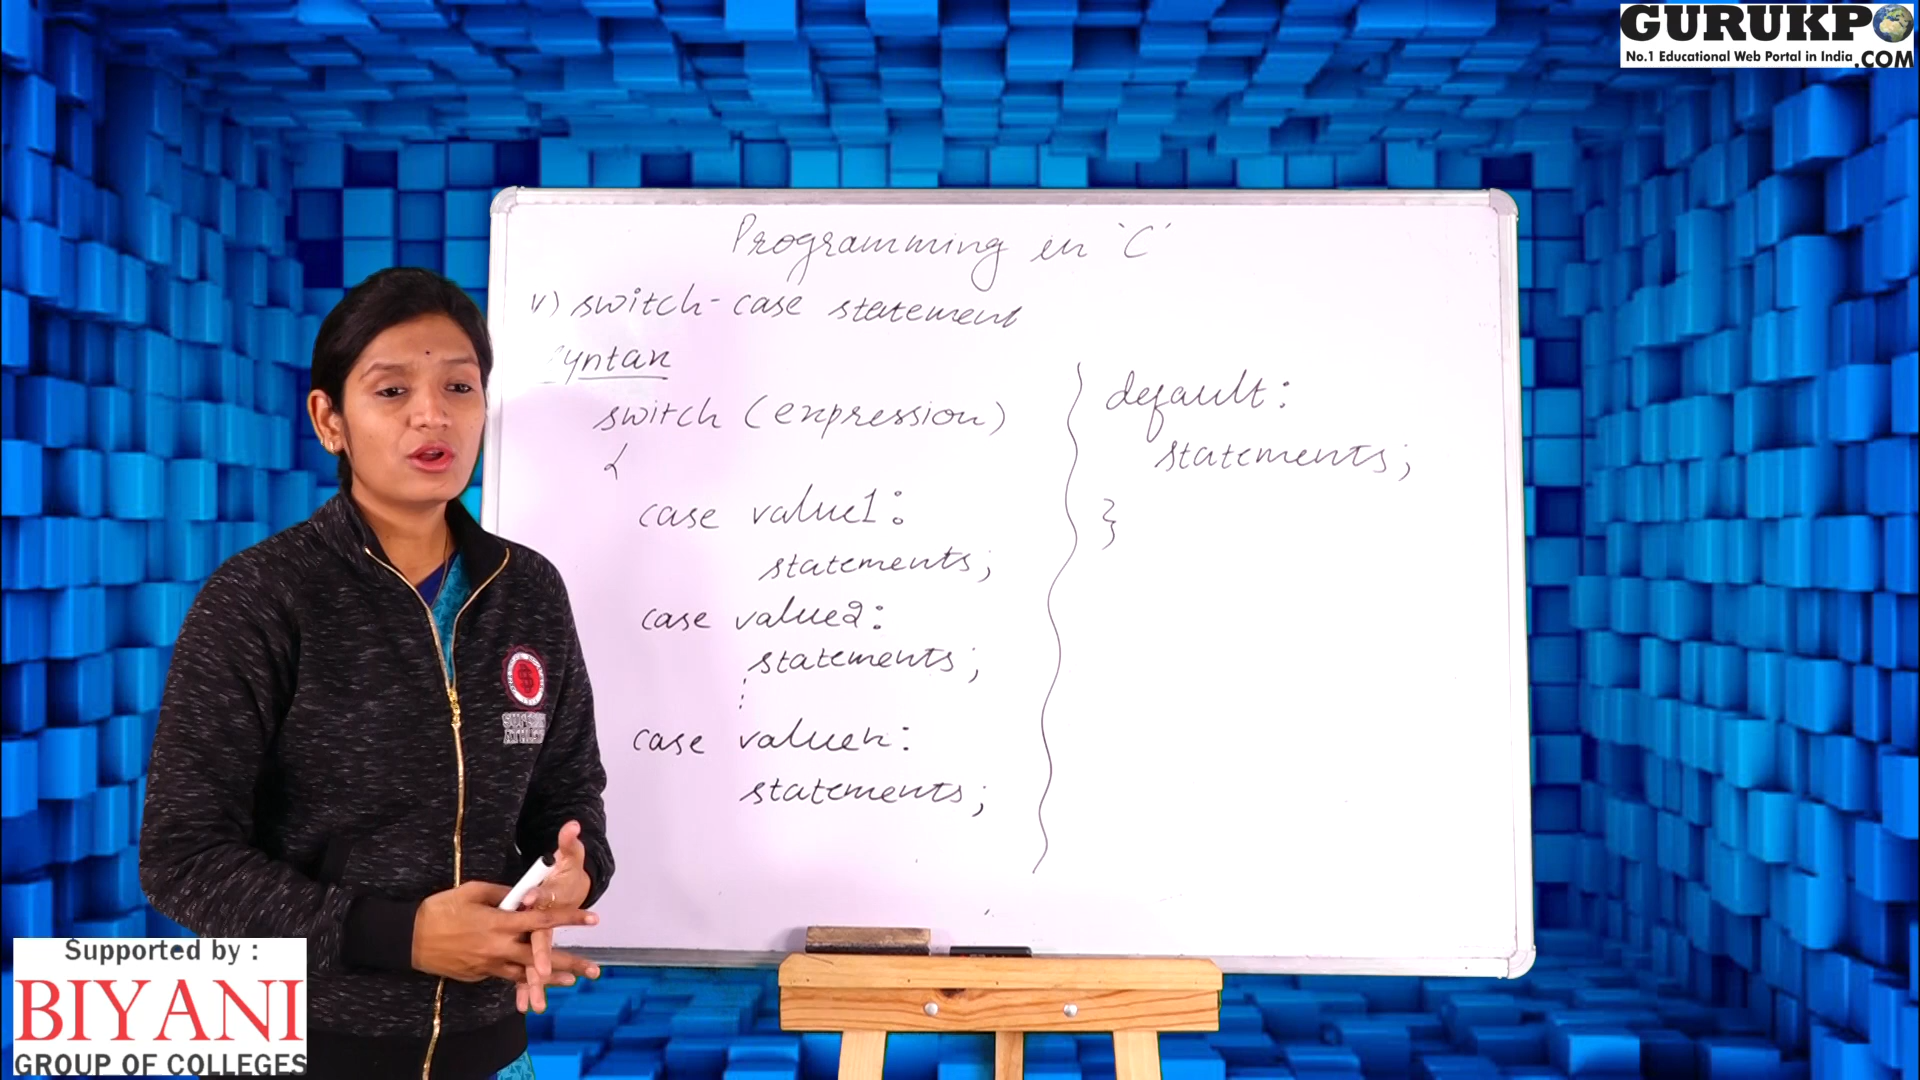 GURUKPO
No.1 Educational Web Portal in India .COM
Programming in 'C'
v) switch-case statement
Syntax
switch (expression)
{
case value1:
statements;
case value2:
statements;
⋮
case valuen:
statements;
default:
statements;
}
Supported by :
BIYANI
GROUP OF COLLEGES